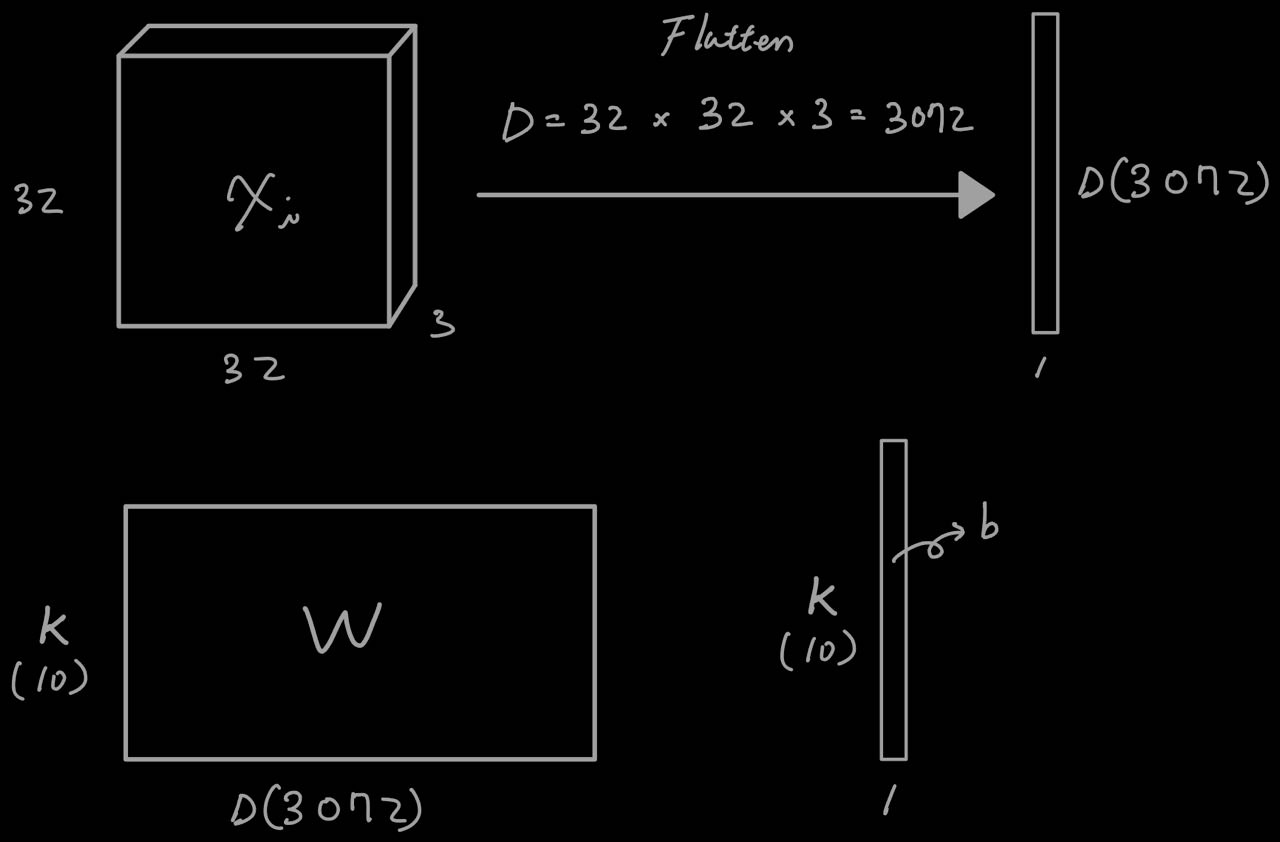 Flatten
D = 32 × 32 × 3 = 3072
32
xᵢ
D(3072)
3
32
1
b
K
(10)
W
K
(10)
D(3072)
1